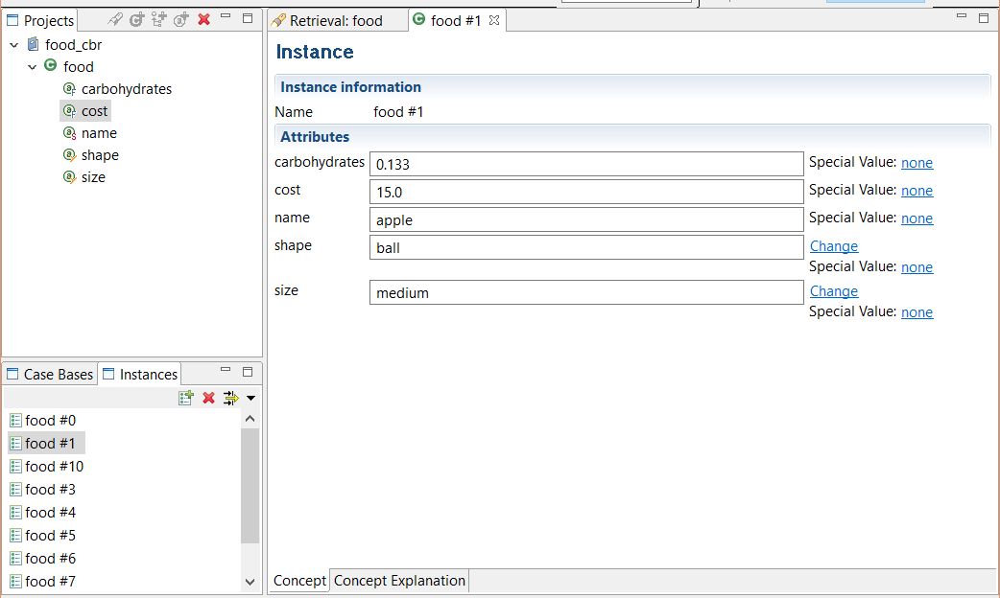 Projects
food_cbr
food
carbohydrates
cost
name
shape
size
Case Bases
Instances
food #0
food #1
food #10
food #3
food #4
food #5
food #6
food #7
Retrieval: food
food #1
Instance
Instance information
Name food #1
Attributes
carbohydrates 0.133 Special Value: none
cost 15.0 Special Value: none
name apple Special Value: none
shape ball Change
Special Value: none
size medium Change
Special Value: none
Concept Concept Explanation